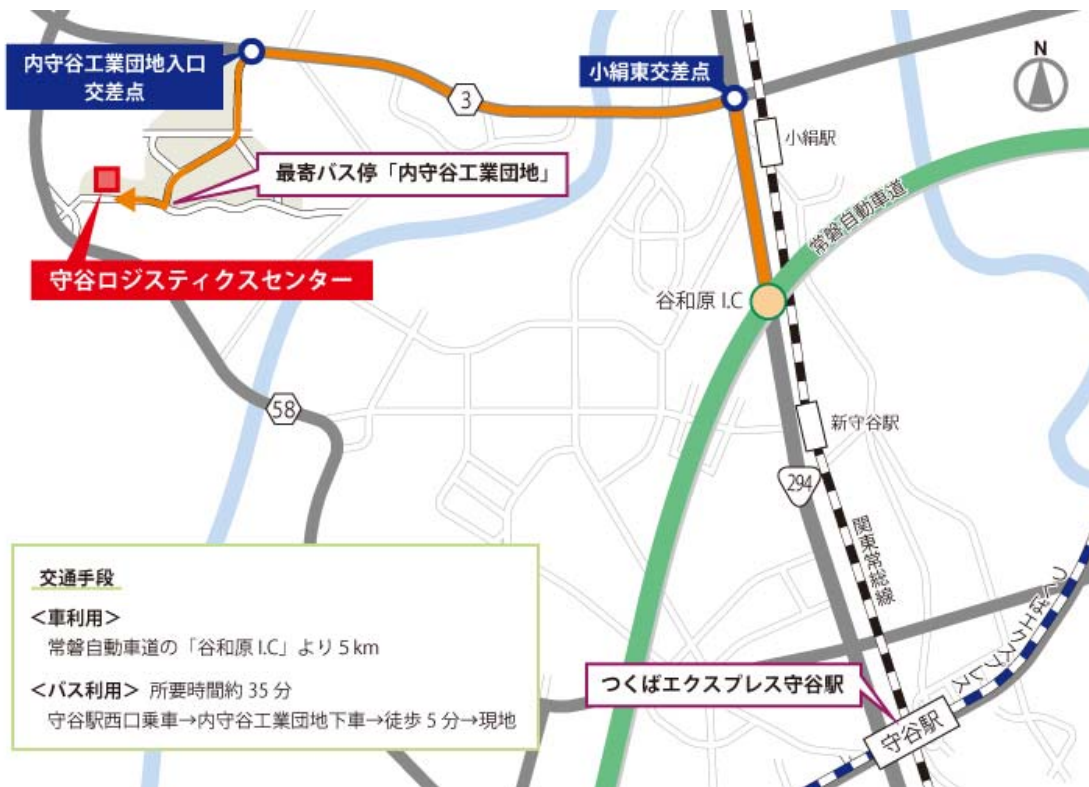 内守谷工業団地入口
交差点
小絹東交差点
N
3
小絹駅
最寄バス停「内守谷工業団地」
常磐自動車道
守谷ロジスティクスセンター
谷和原 I.C
58
新守谷駅
294
関東常総線
交通手段
＜車利用＞
常磐自動車道の「谷和原 I.C」より 5 km
＜バス利用＞ 所要時間約 35 分
守谷駅西口乗車→内守谷工業団地下車→徒歩 5 分→現地
つくばエクスプレス
つくばエクスプレス守谷駅
守谷駅